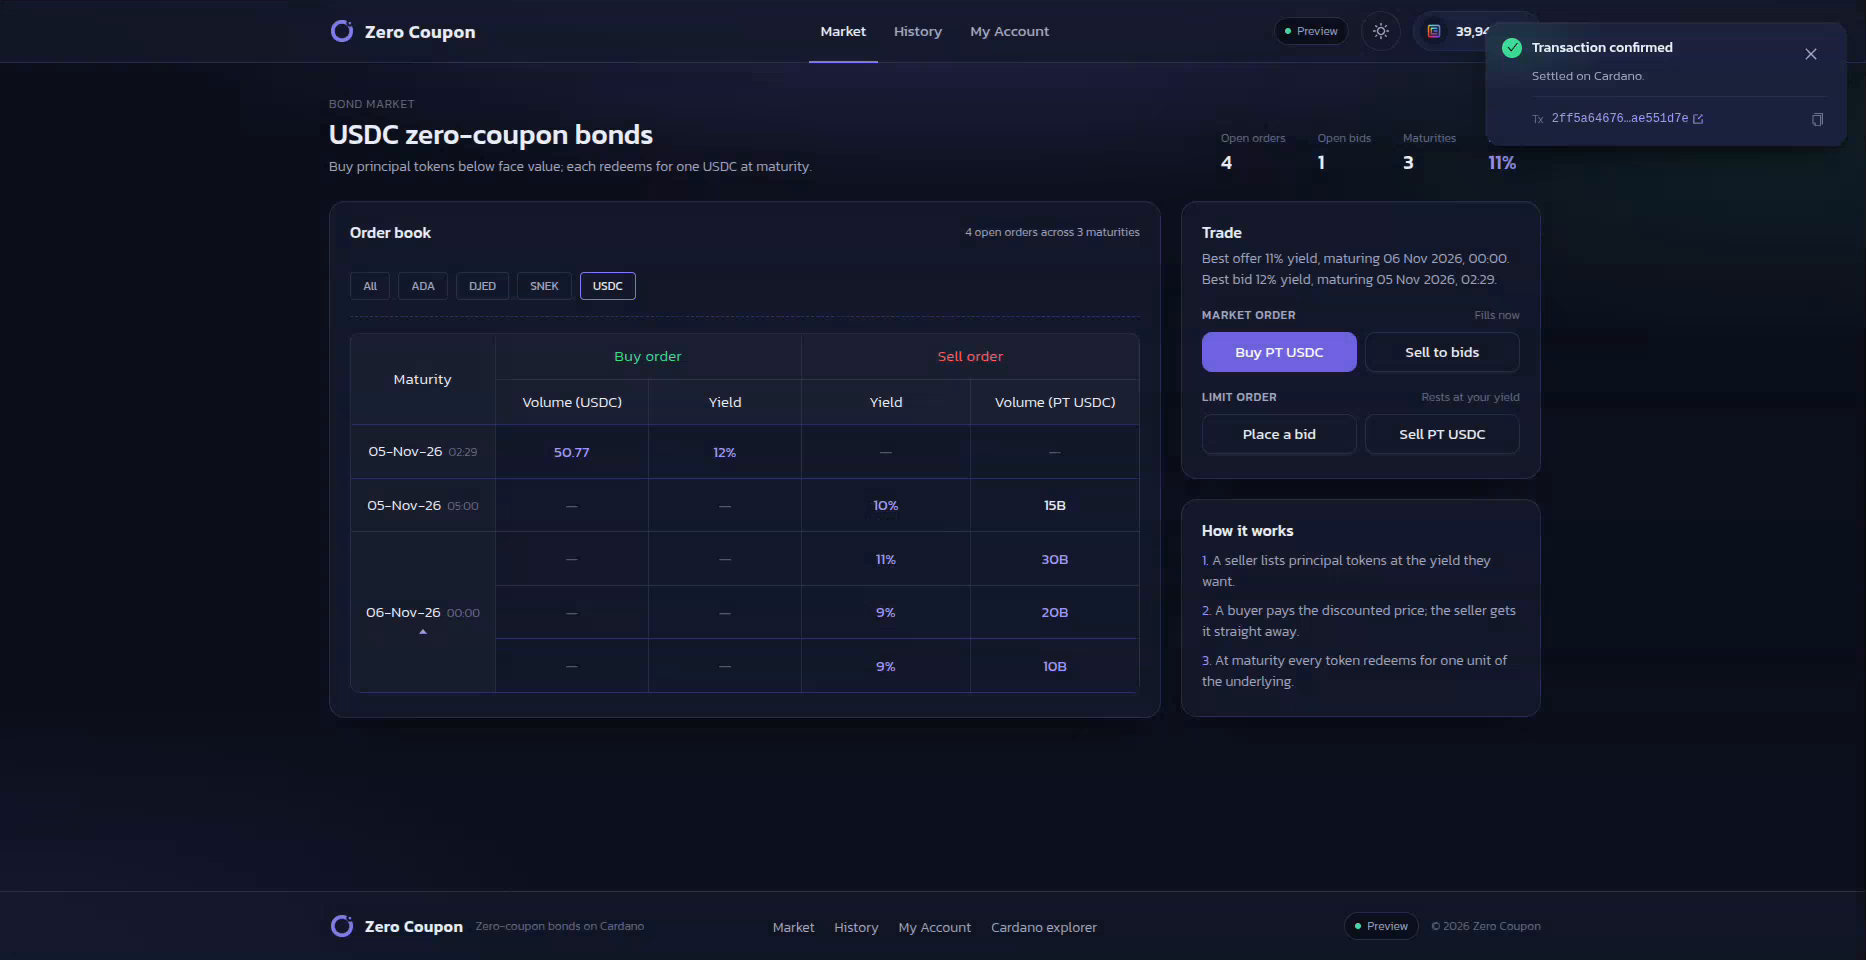 Zero Coupon
Market History My Account
Preview
Transaction confirmed
Settled on Cardano.
Tx 2ff5a64676…ae551d7e
BOND MARKET
USDC zero-coupon bonds
Buy principal tokens below face value; each redeems for one USDC at maturity.
Open orders Open bids Maturities
4 1 3 11%
Order book
4 open orders across 3 maturities
All ADA DJED SNEK USDC
Maturity Buy order Sell order
Volume (USDC) Yield Yield Volume (PT USDC)
05-Nov-26 02:29 50.77 12% — —
05-Nov-26 05:00 — — 10% 15B
— — 11% 30B
06-Nov-26 00:00 — — 9% 20B
— — 9% 10B
Trade
Best offer 11% yield, maturing 06 Nov 2026, 00:00.
Best bid 12% yield, maturing 05 Nov 2026, 02:29.
MARKET ORDER Fills now
Buy PT USDC Sell to bids
LIMIT ORDER Rests at your yield
Place a bid Sell PT USDC
How it works
1. A seller lists principal tokens at the yield they
want.
2. A buyer pays the discounted price; the seller gets
it straight away.
3. At maturity every token redeems for one unit of
the underlying.
Zero Coupon Zero-coupon bonds on Cardano
Market History My Account Cardano explorer
Preview © 2026 Zero Coupon